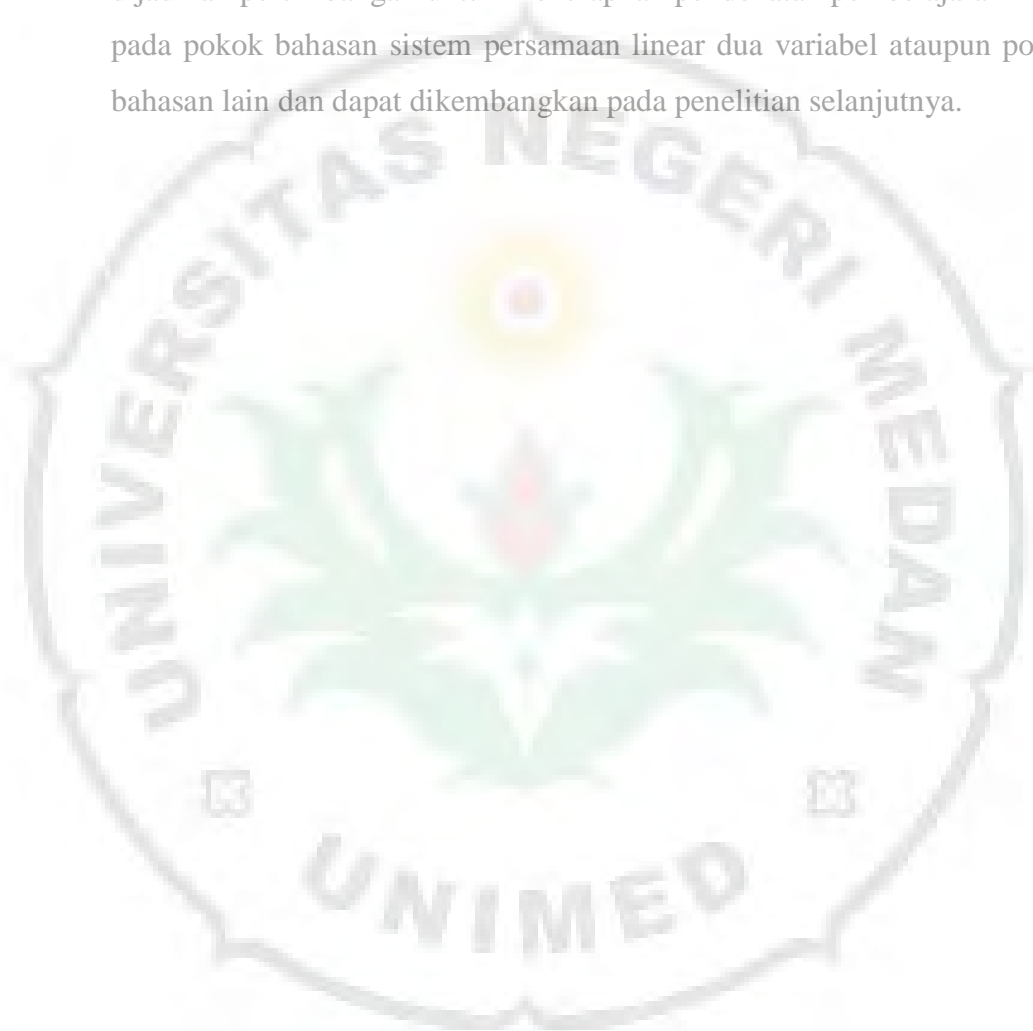 pada pokok bahasan sistem persamaan linear dua variabel ataupun po
bahasan lain dan dapat dikembangkan pada penelitian selanjutnya.
UNIVERSITAS NEGERI MEDAN
UNIMED